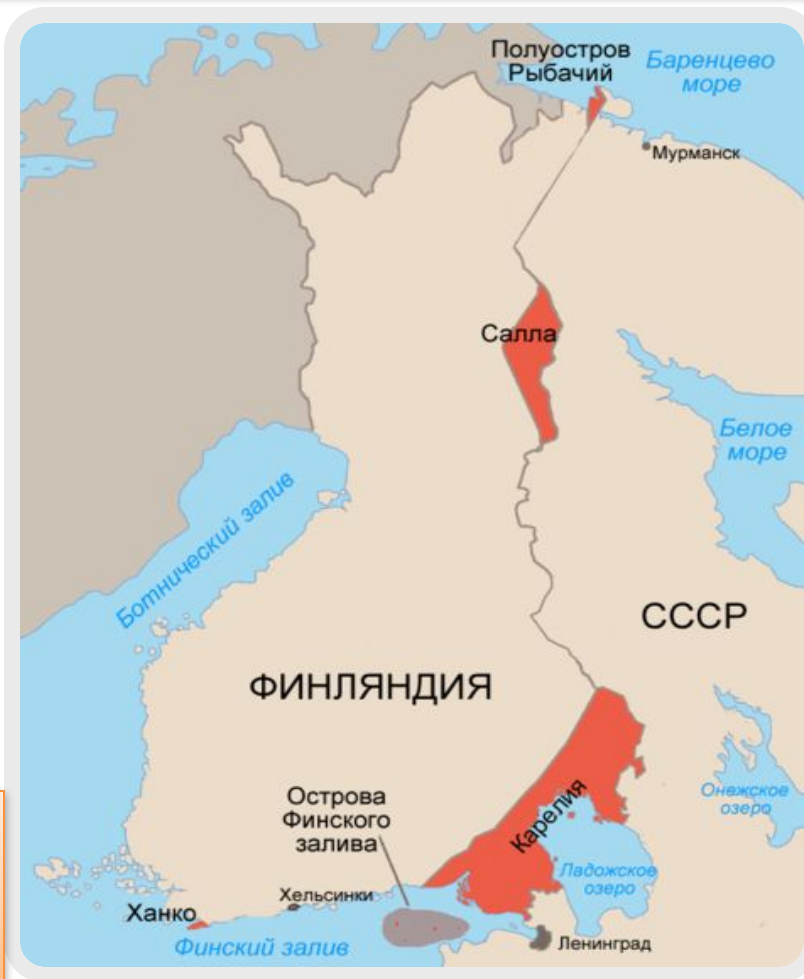 Полуостров
Рыбачий
Баренцево
море
Мурманск
Салла
Белое
море
Ботнический залив
СССР
ФИНЛЯНДИЯ
Онежское
озеро
Острова
Финского
залива
Карелия
Ладожское
озеро
Хельсинки
Ханко
Финский залив
Ленинград